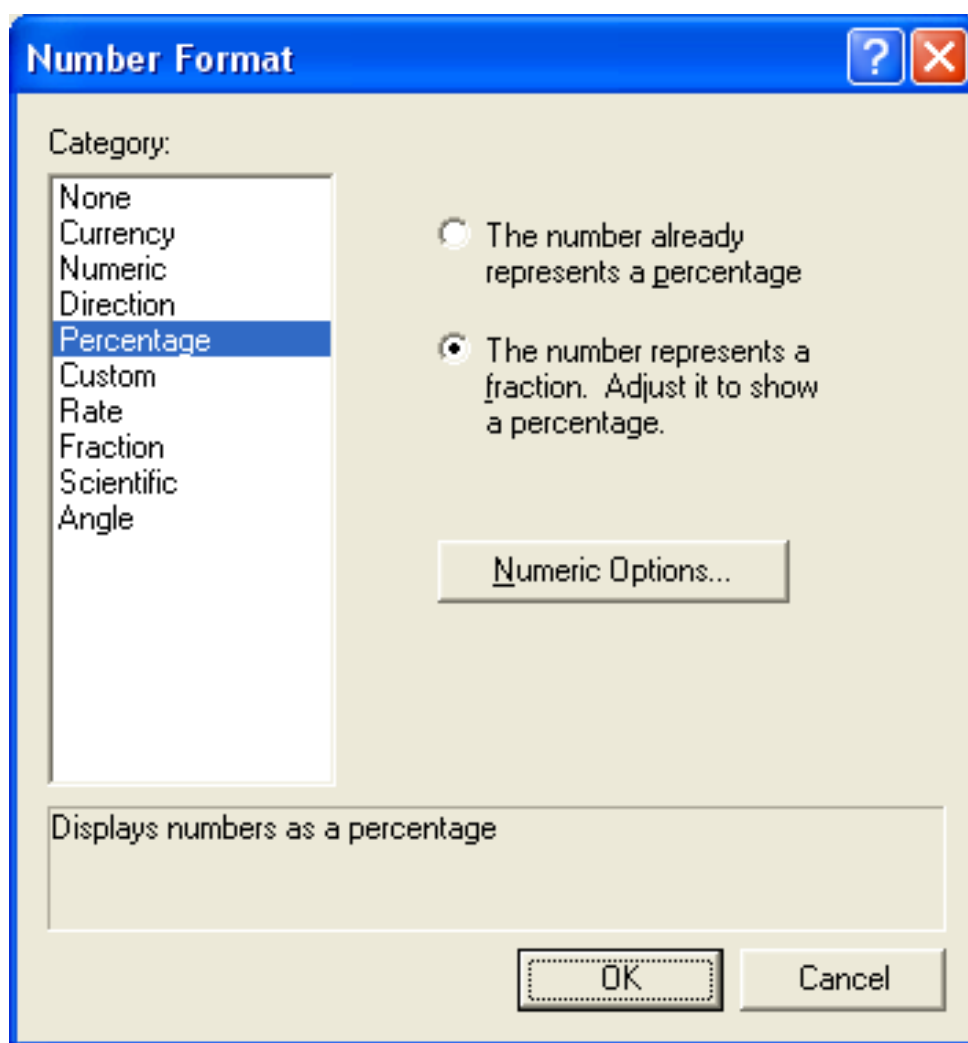 Number Format
Category:
None
Currency
Numeric
Direction
Percentage
Custom
Rate
Fraction
Scientific
Angle
The number already
represents a percentage
The number represents a
fraction.  Adjust it to show
a percentage.
Numeric Options...
Displays numbers as a percentage
OK
Cancel